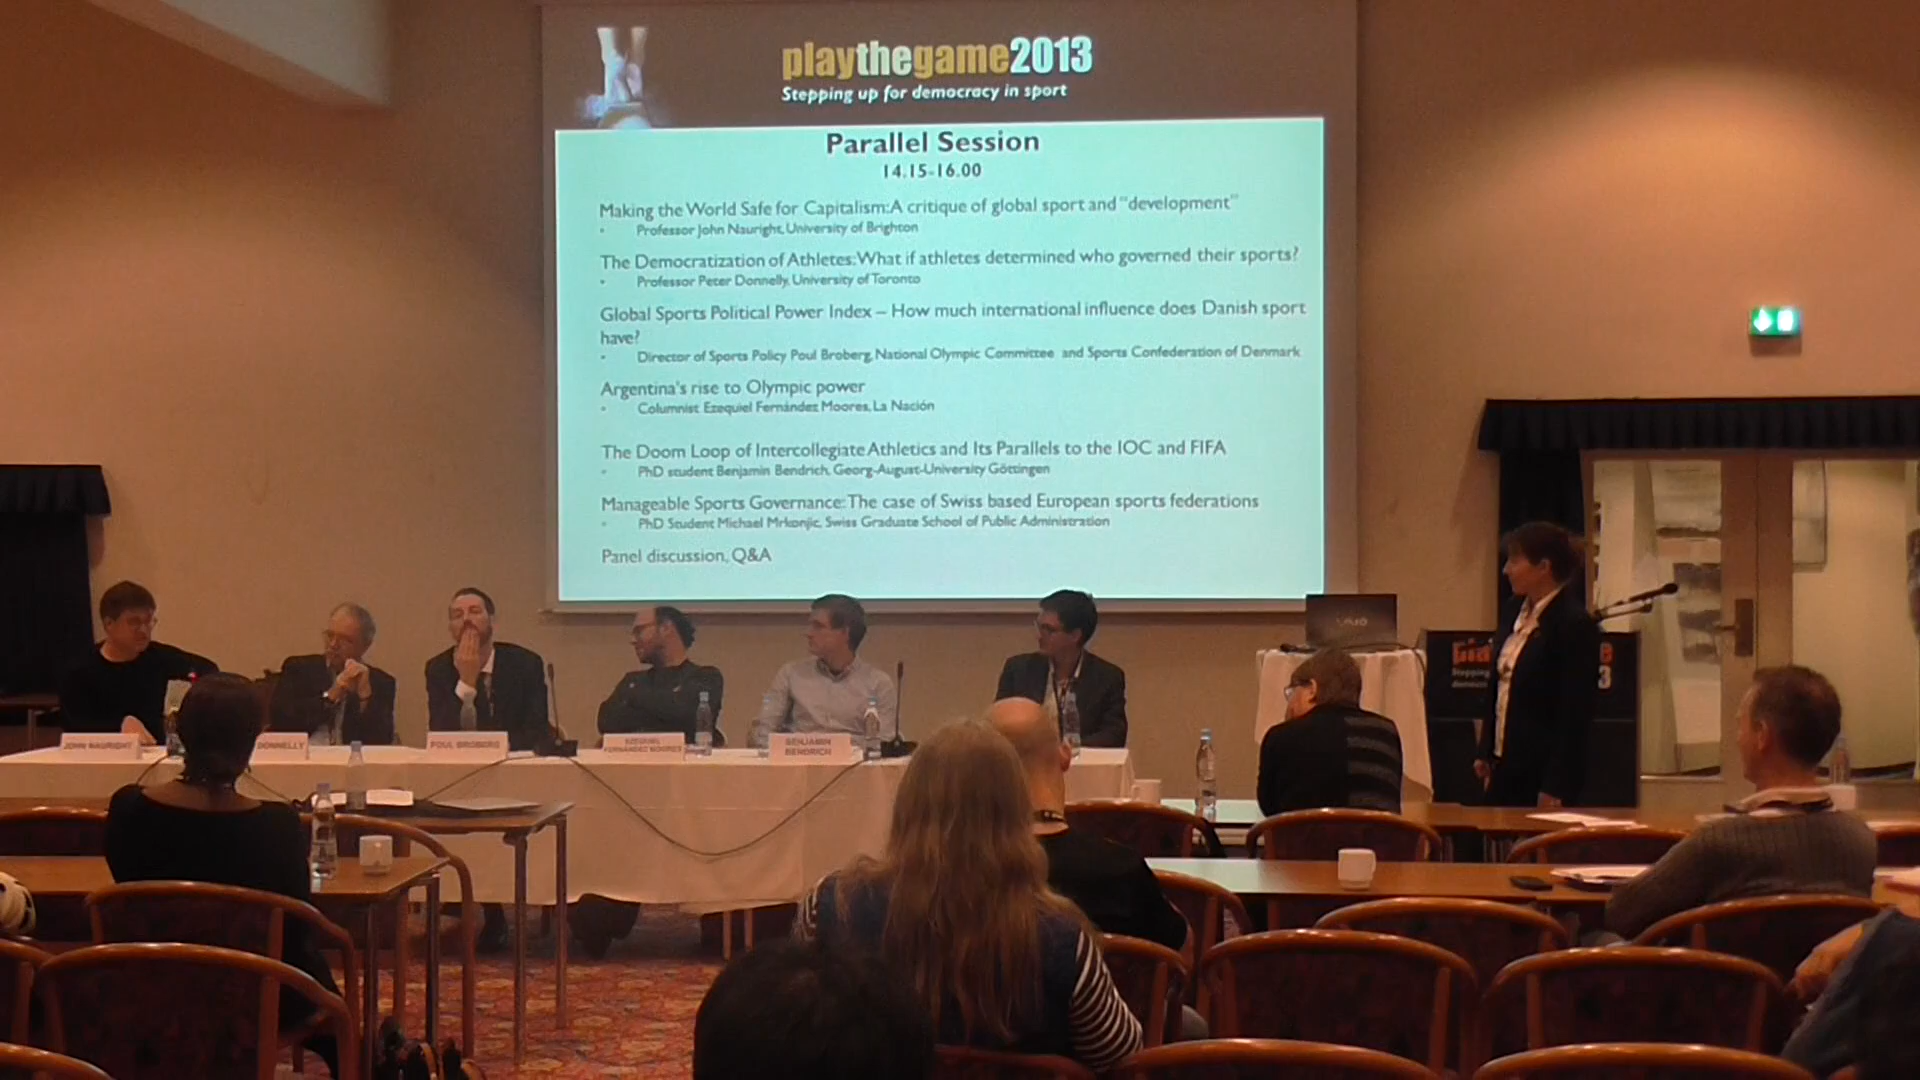 playthegame2013
Stepping up for democracy in sport
Parallel Session
14.15-16.00
Making the World Safe for Capitalism: A critique of global sport and "development"
• Professor John Nauright, University of Brighton
The Democratization of Athletes: What if athletes determined who governed their sports?
• Professor Peter Donnelly, University of Toronto
Global Sports Political Power Index – How much international influence does Danish sport
have?
• Director of Sports Policy Poul Broberg, National Olympic Committee and Sports Confederation of Denmark
Argentina's rise to Olympic power
• Columnist Ezequiel Fernández Moores, La Nación
The Doom Loop of Intercollegiate Athletics and Its Parallels to the IOC and FIFA
• PhD student Benjamin Bendrich, Georg-August-University Göttingen
Manageable Sports Governance: The case of Swiss based European sports federations
• PhD Student Michael Mrkonjic, Swiss Graduate School of Public Administration
Panel discussion, Q&A
JOHN NAURIGHT
DONNELLY
POUL BROBERG
EZEQUIEL
FERNÁNDEZ MOORES
BENJAMIN
BENDRICH
VAIO
Stepping
3